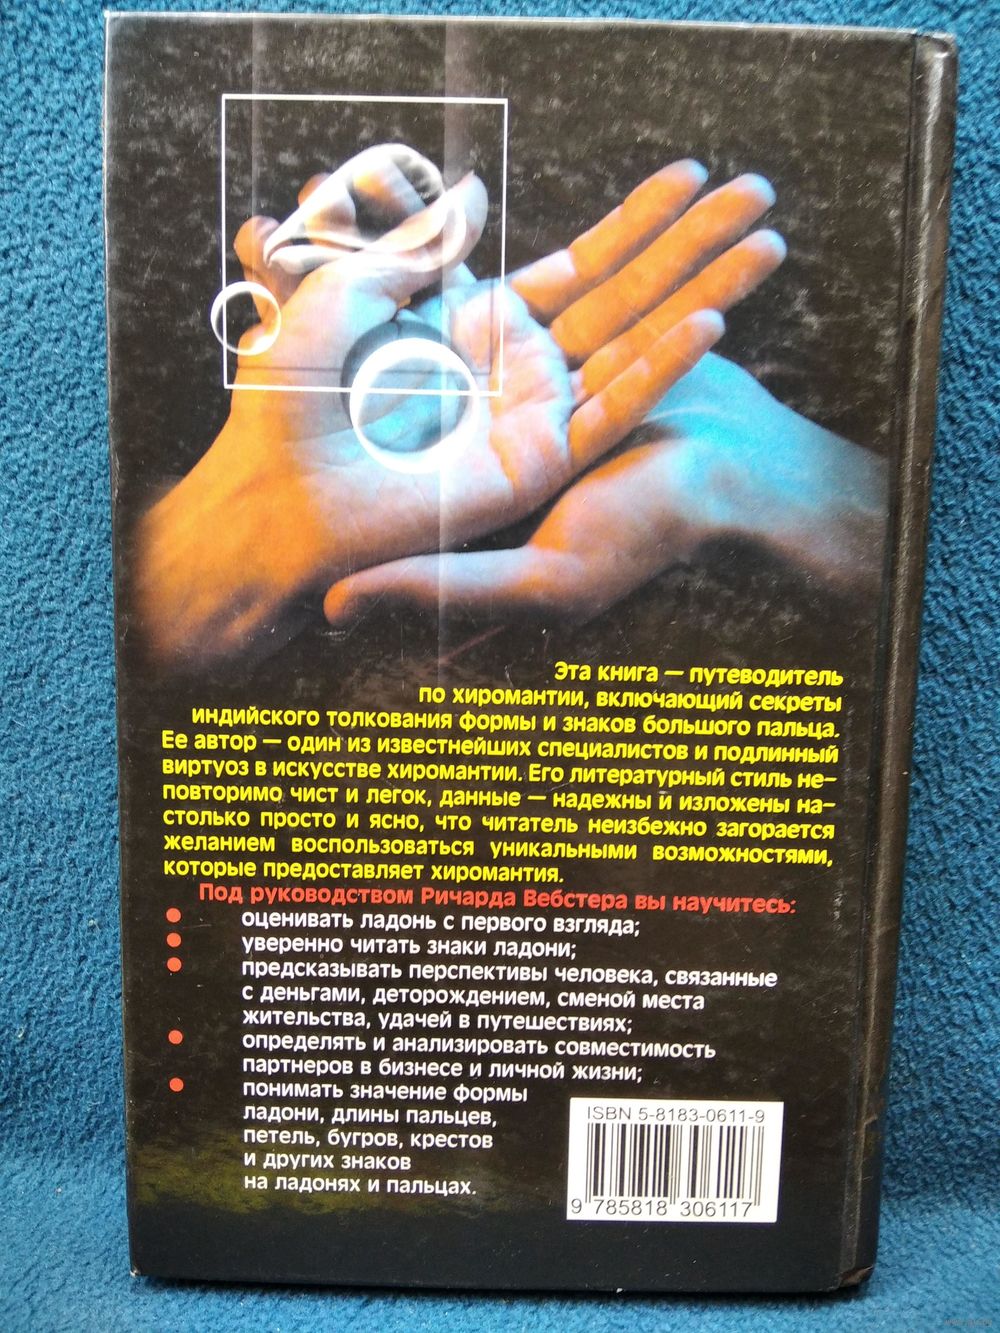 Эта книга — путеводитель
по хиромантии, включающий секреты
индийского толкования формы и знаков большого пальца.
Ее автор — один из известнейших специалистов и подлинный
виртуоз в искусстве хиромантии. Его литературный стиль не-
повторимо чист и легок, данные — надежны и изложены на-
столько просто и ясно, что читатель неизбежно загорается
желанием воспользоваться уникальными возможностями,
которые предоставляет хиромантия.
Под руководством Ричарда Вебстера вы научитесь:
оценивать ладонь с первого взгляда;
уверенно читать знаки ладони;
предсказывать перспективы человека, связанные
с деньгами, деторождением, сменой места
жительства, удачей в путешествиях;
определять и анализировать совместимость
партнеров в бизнесе и личной жизни;
понимать значение формы
ладони, длины пальцев,
петель, бугров, крестов
и других знаков
на ладонях и пальцах.
ISBN 5-8183-0611-9
9 785818 306117